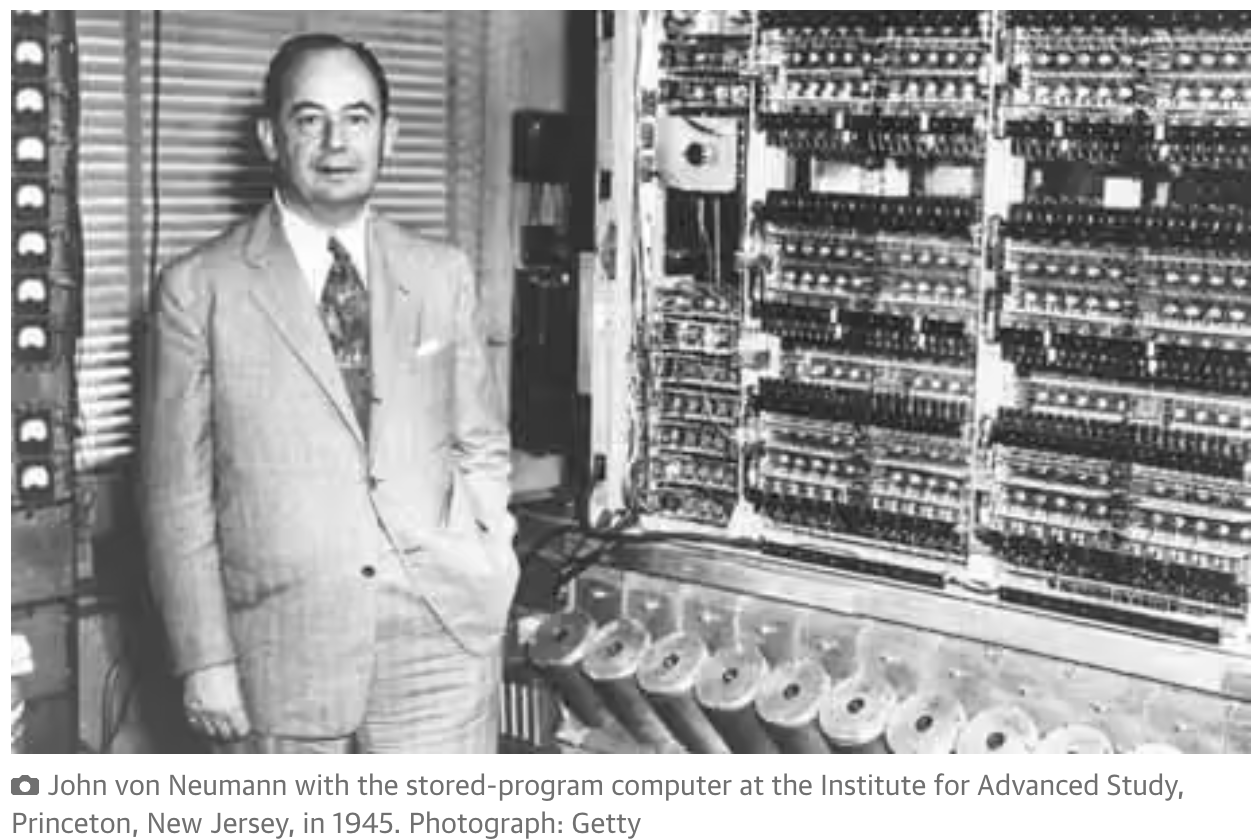 John von Neumann with the stored-program computer at the Institute for Advanced Study,
Princeton, New Jersey, in 1945. Photograph: Getty